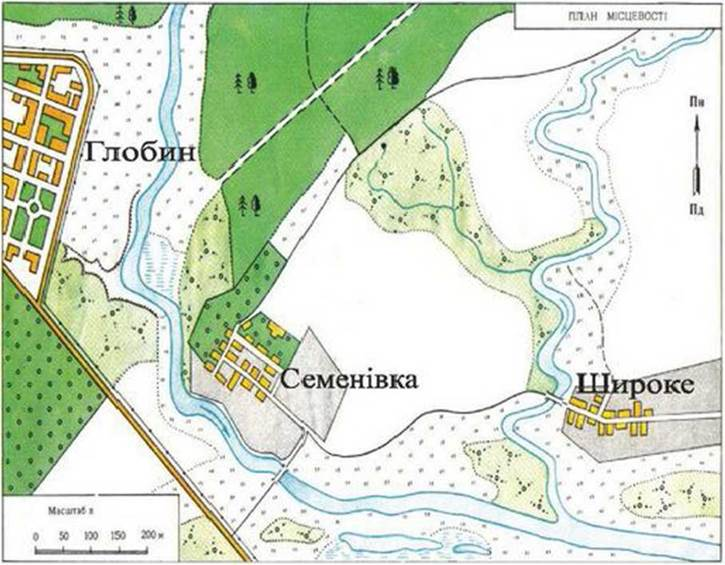 ПЛАН МІСЦЕВОСТІ
Пн
Глобин
Пд
Семенівка
Широке
Масштаб в
0 50 100 150 200 м